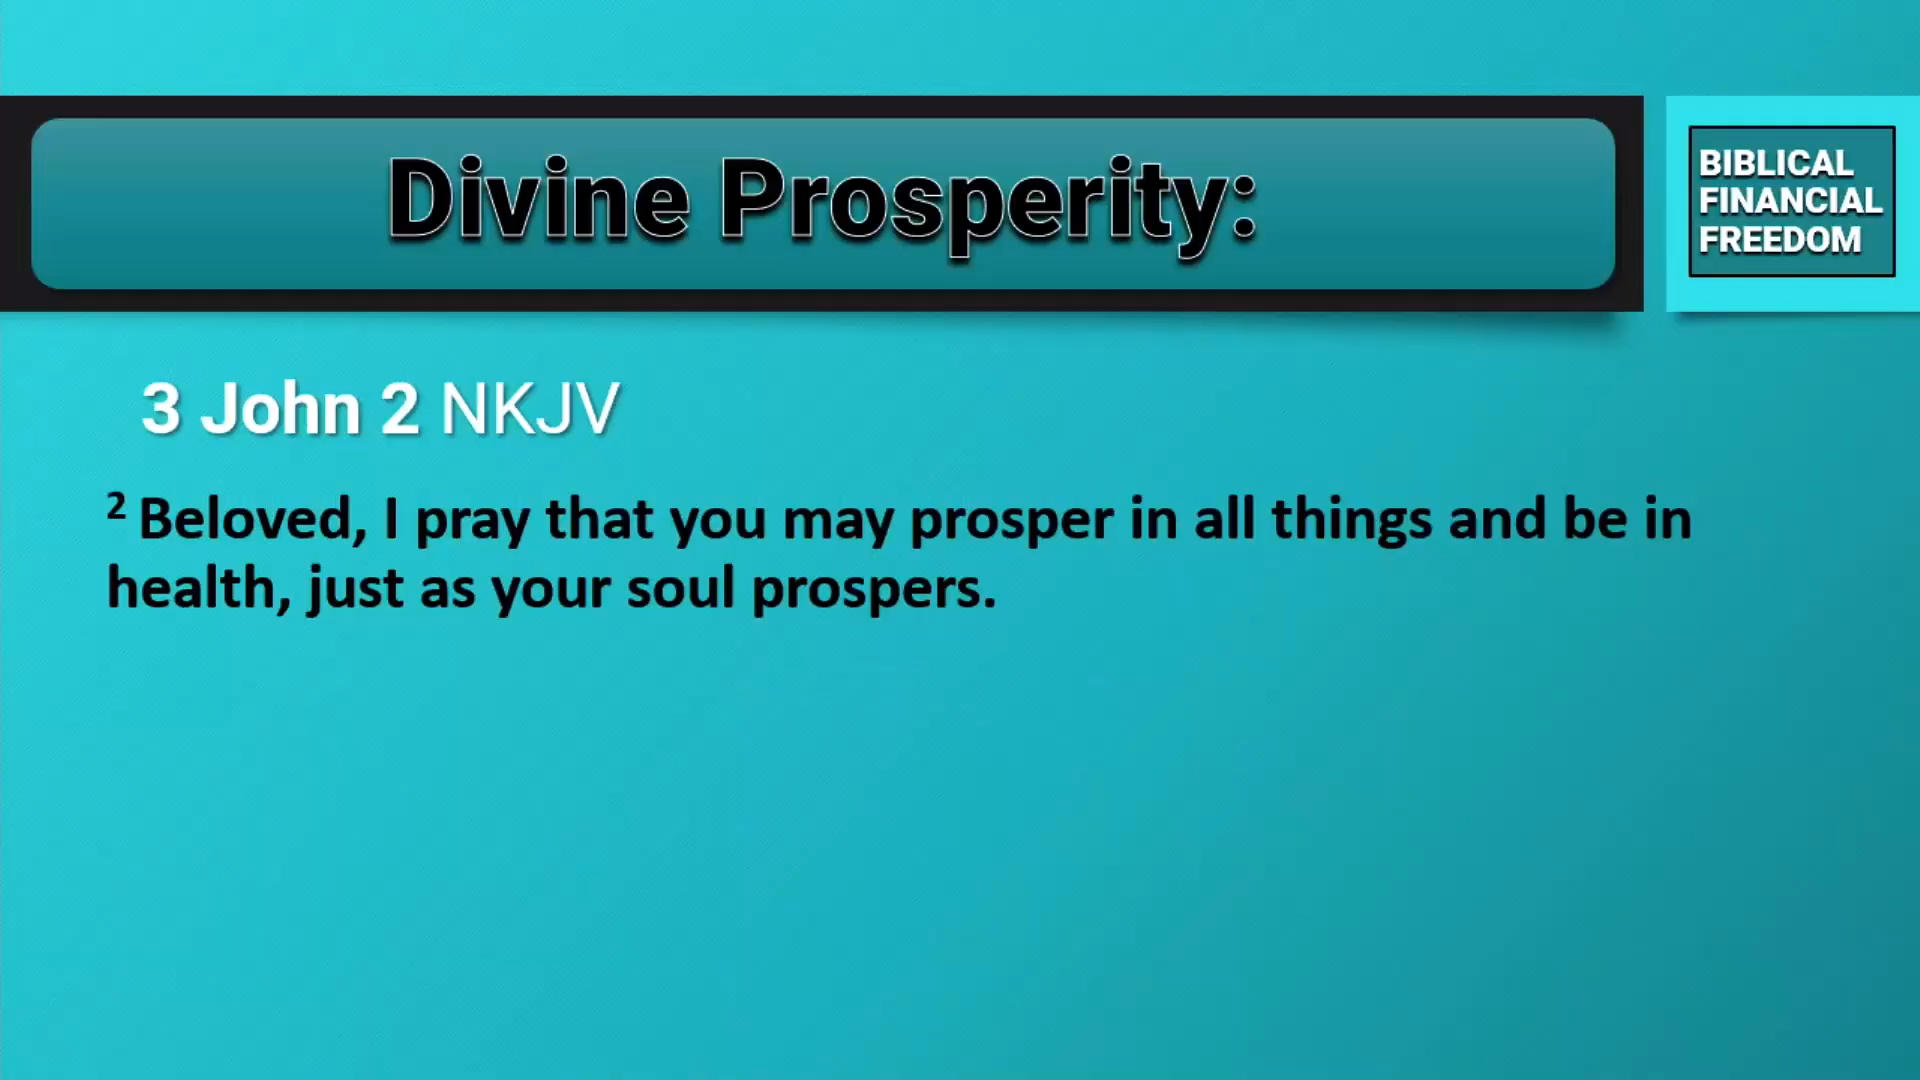 Divine Prosperity:
BIBLICAL
FINANCIAL
FREEDOM
3 John 2 NKJV
2 Beloved, I pray that you may prosper in all things and be in
health, just as your soul prospers.